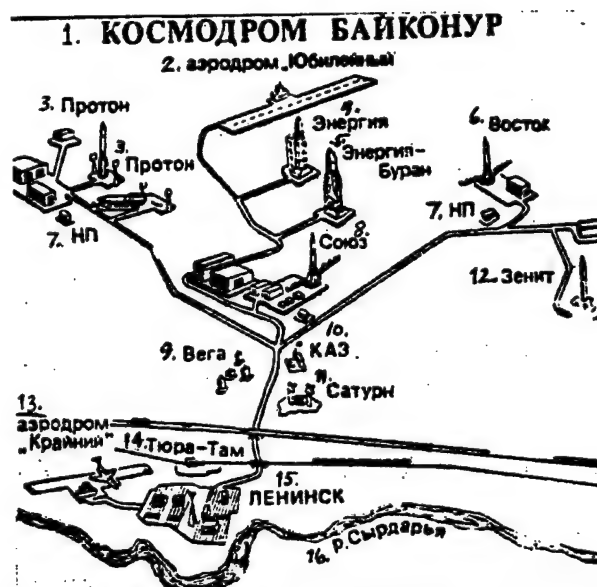 1. КОСМОДРОМ БАЙКОНУР
2. аэродром „Юбилейный"
3. Протон
4. Энергия
6. Восток
3. Протон
5. Энергия-
Буран
7. НП
7. НП
8. Союз
12. Зенит
10. КАЗ
9. Вега
11. Сатурн
13. аэродром
„Крайний"
14. Тюра-Там
15. ЛЕНИНСК
16. р. Сырдарья